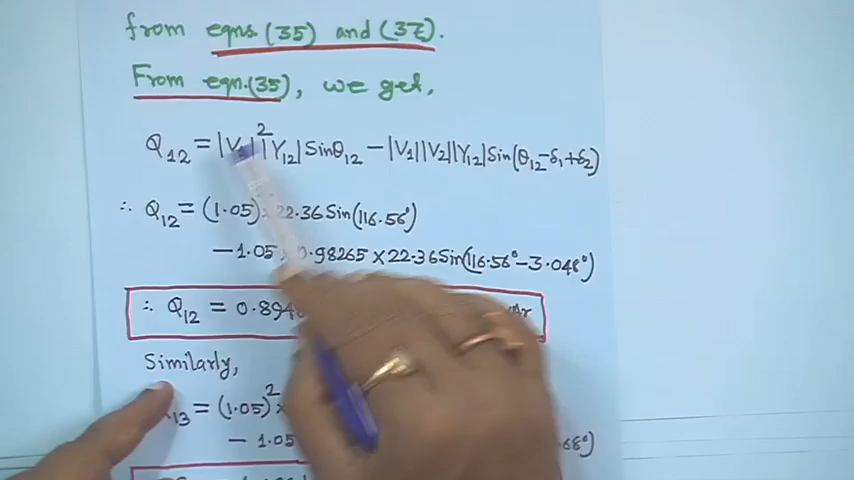 from eqns.(35) and (37).
From eqn.(35), we get,
Q12 = |V1|²|Y12| Sinθ12 – |V1||V2||Y12| Sin(θ12 – δ1 + δ2)
∴ Q12 = (1.05) 22.36 Sin(116.56°)
– 1.05 × 0.98265 × 22.36 Sin(116.56° – 3.048°)
∴ Q12 = 0.894
Similarly,
13 = (1.05)²
– 1.05 68°)